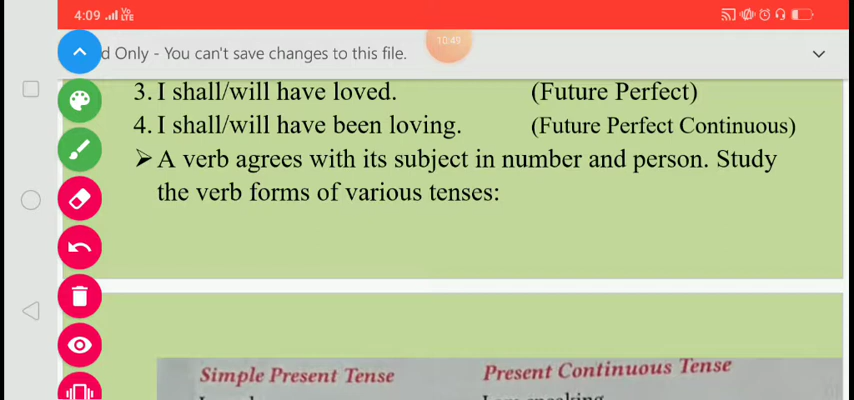 4:09
10:49
d Only - You can't save changes to this file.
3. I shall/will have loved. (Future Perfect)
4. I shall/will have been loving. (Future Perfect Continuous)
➢ A verb agrees with its subject in number and person. Study
the verb forms of various tenses:
Simple Present Tense Present Continuous Tense